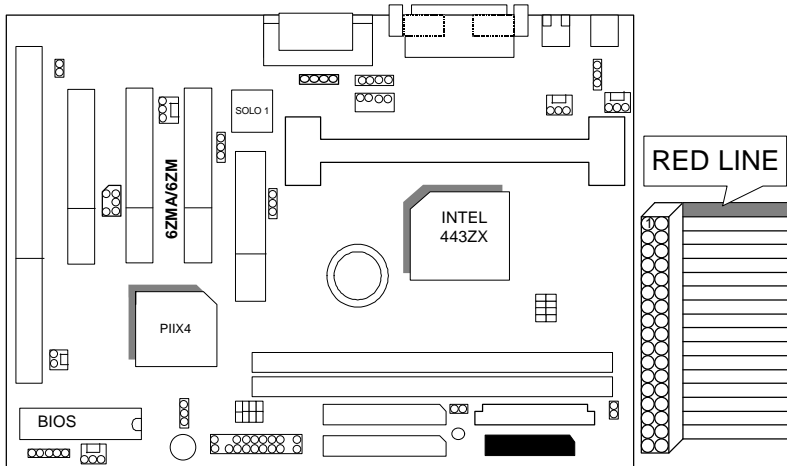 SOLO 1
6ZMA/6ZM
RED LINE
INTEL
443ZX
1
PIIX4
BIOS